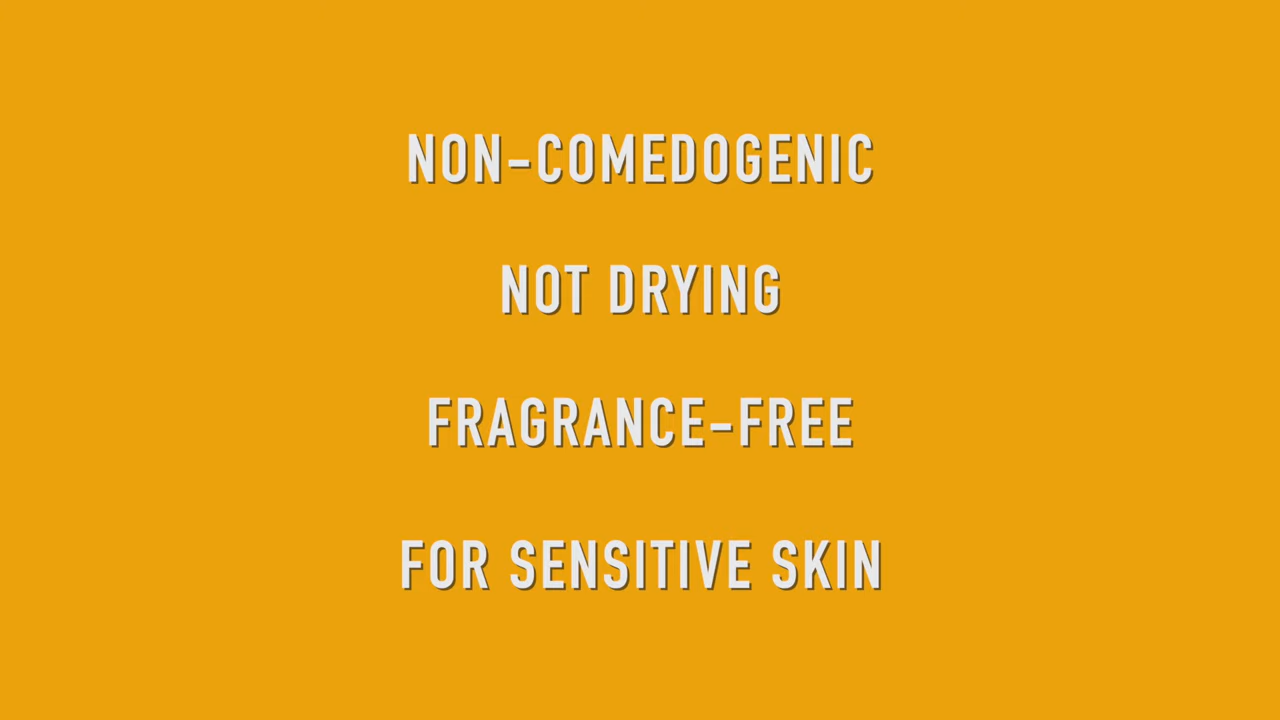 NON-COMEDOGENIC
NOT DRYING
FRAGRANCE-FREE
FOR SENSITIVE SKIN